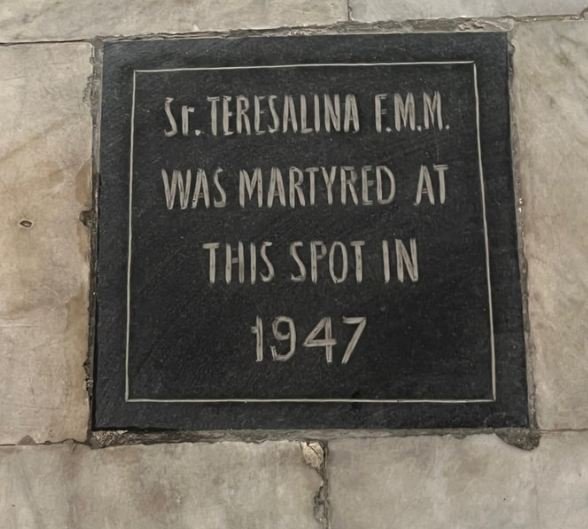 Sr. TERESALINA F.M.M.
WAS MARTYRED AT
THIS SPOT IN
1947